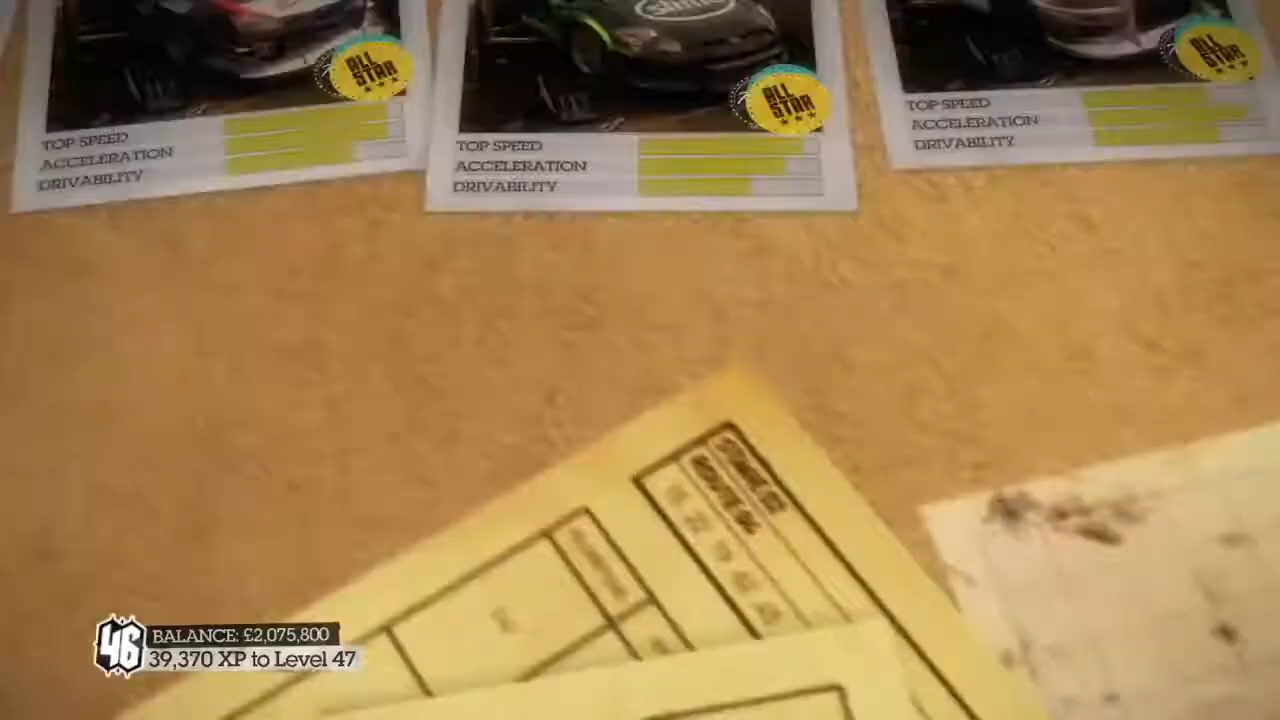 ALL
STAR
TOP SPEED
ACCELERATION
DRIVABILITY
slime
ALL
STAR
TOP SPEED
ACCELERATION
DRIVABILITY
ALL
STAR
TOP SPEED
ACCELERATION
DRIVABILITY
46
BALANCE: £2,075,800
39,370 XP to Level 47